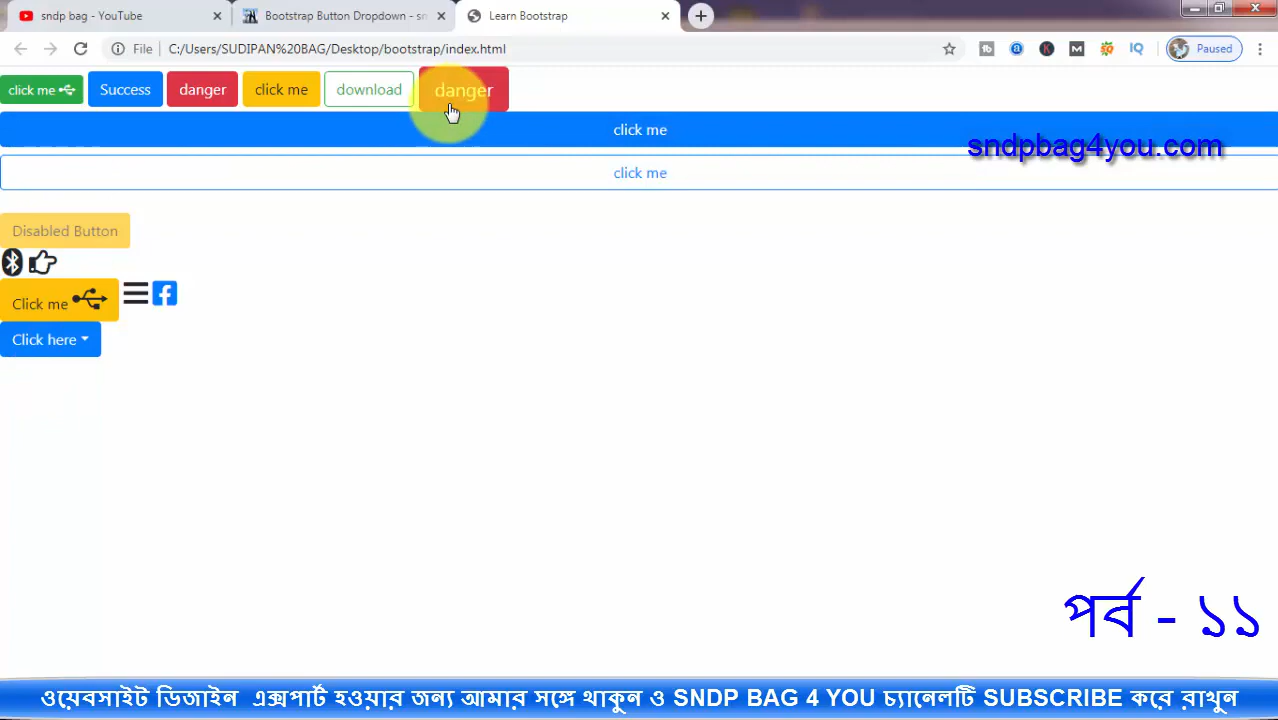 sndp bag - YouTube
Bootstrap Button Dropdown - sn
Learn Bootstrap
File
C:/Users/SUDIPAN%20BAG/Desktop/bootstrap/index.html
M
IQ
Paused
click me
Success
danger
click me
download
danger
click me
sndpbag4you.com
click me
Disabled Button
Click me
Click here
পর্ব - ১১
ওয়েবসাইট ডিজাইন এক্সপার্ট হওয়ার জন্য আমার সঙ্গে থাকুন ও SNDP BAG 4 YOU চ্যানেলটি SUBSCRIBE করে রাখুন